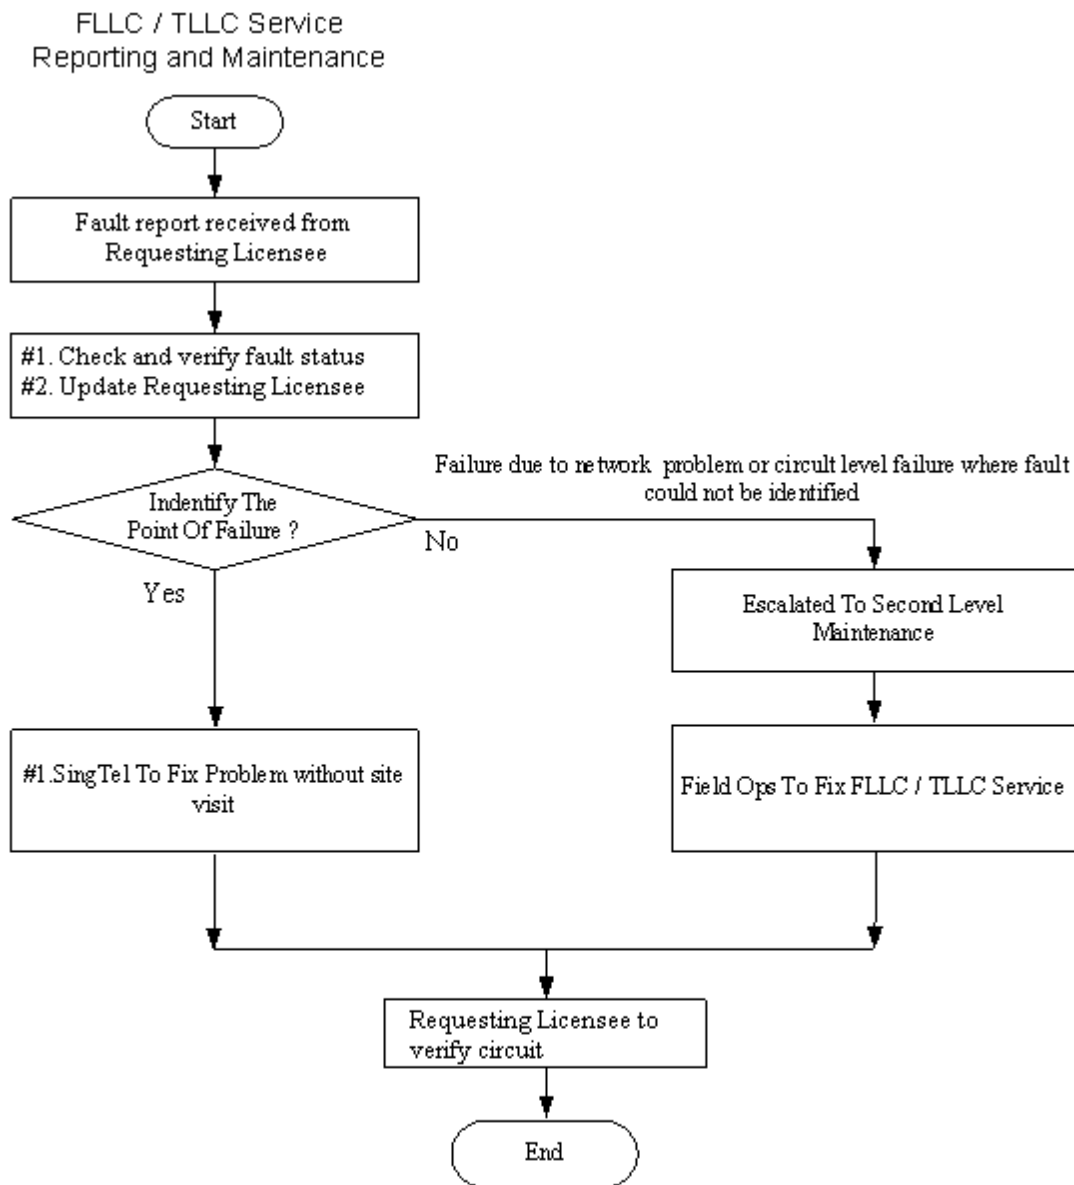 FLLC / TLLC Service
Reporting and Maintenance
Start
Fault report received from
Requesting Licensee
#1. Check and verify fault status
#2. Update Requesting Licensee
Failure due to network problem or circult level failure where fault
could not be identified
Indentify The
Point Of Failure ?
No
Yes
Escalated To Second Level
Maintenance
#1.SingTel To Fix Problem without site
visit
Field Ops To Fix FLLC / TLLC Service
Requesting Licensee to
verify circuit
End